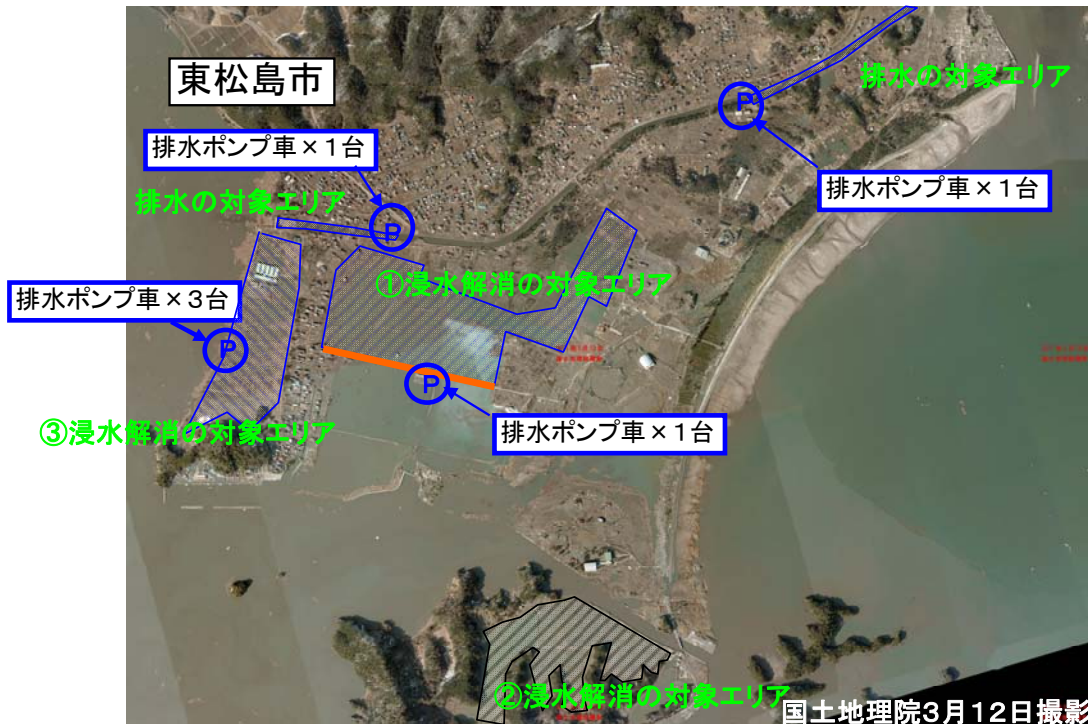 東松島市
排水の対象エリア
P
排水ポンプ車×1台
排水ポンプ車×1台
排水の対象エリア
P
①浸水解消の対象エリア
排水ポンプ車×3台
P
P
③浸水解消の対象エリア
排水ポンプ車×1台
②浸水解消の対象エリア
国土地理院3月12日撮影